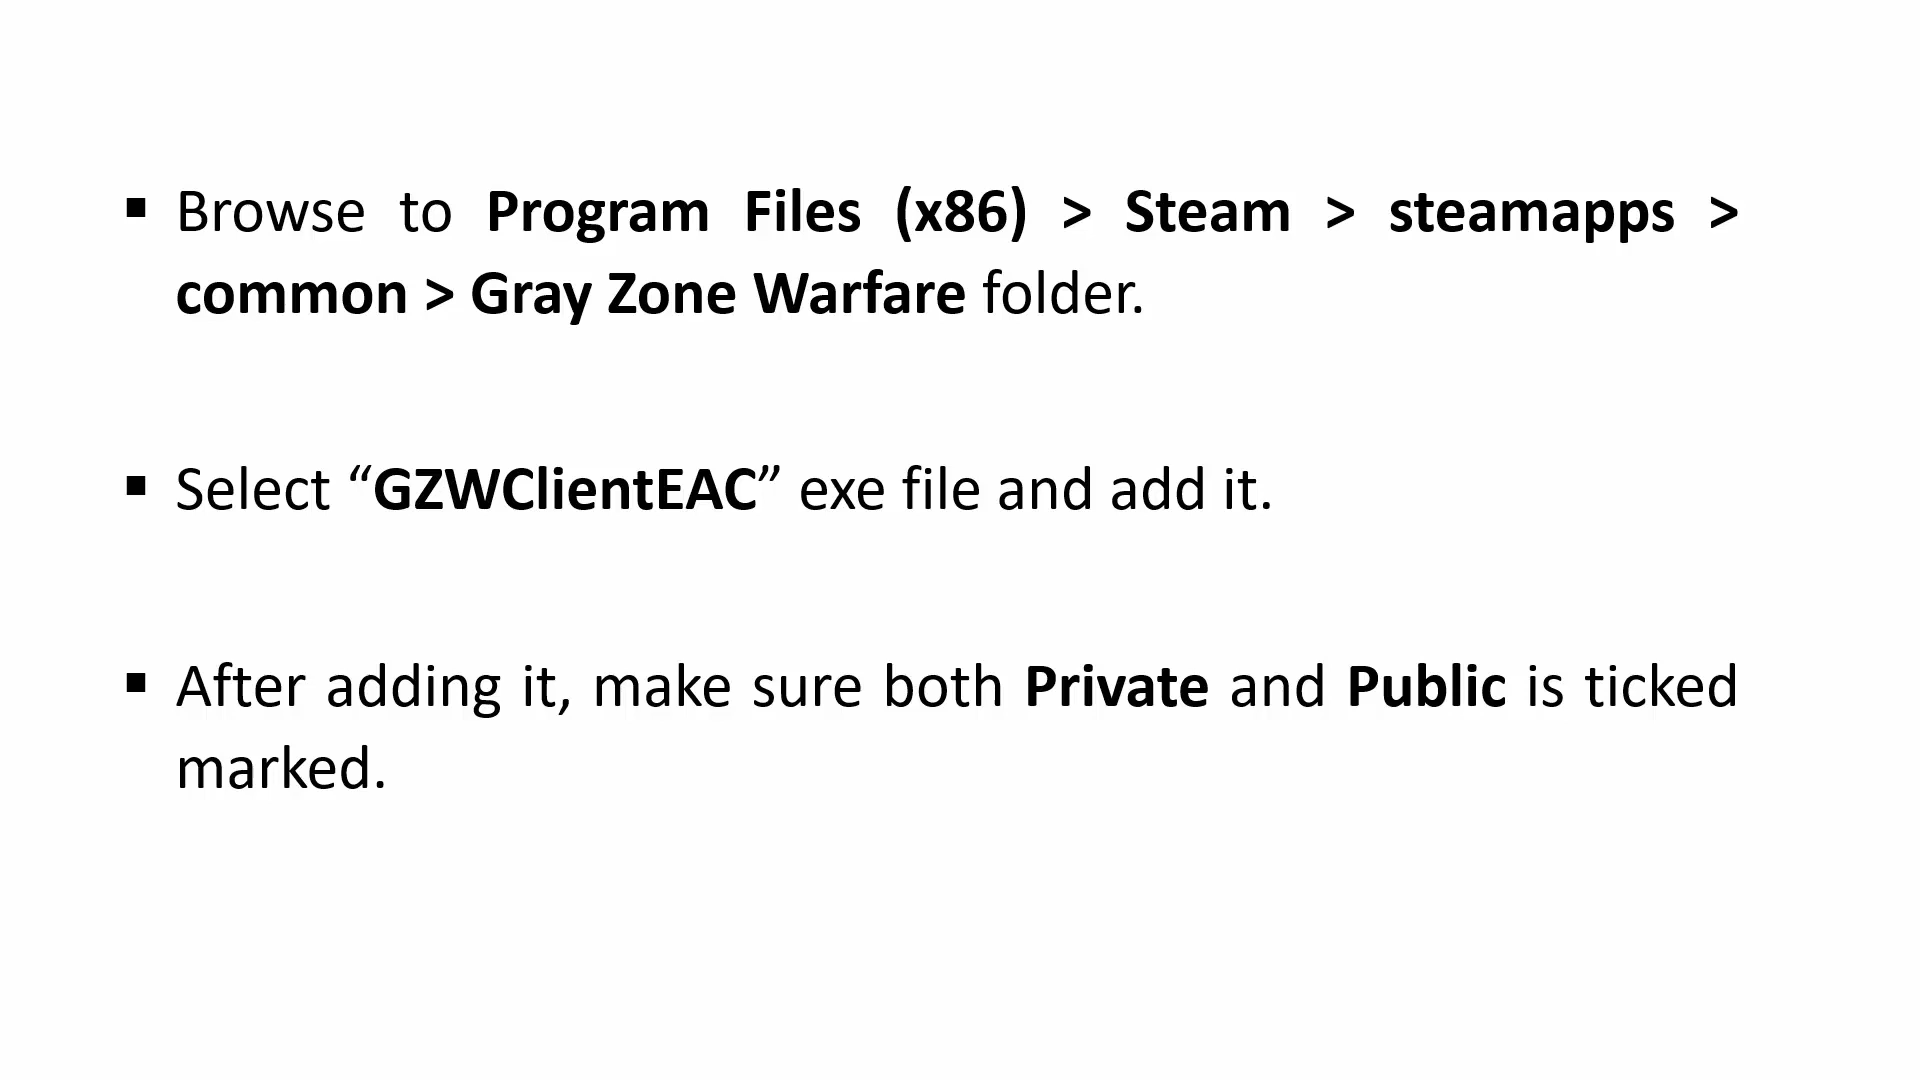 ▪ Browse to Program Files (x86) > Steam > steamapps >
common > Gray Zone Warfare folder.
▪ Select “GZWClientEAC” exe file and add it.
▪ After adding it, make sure both Private and Public is ticked
marked.